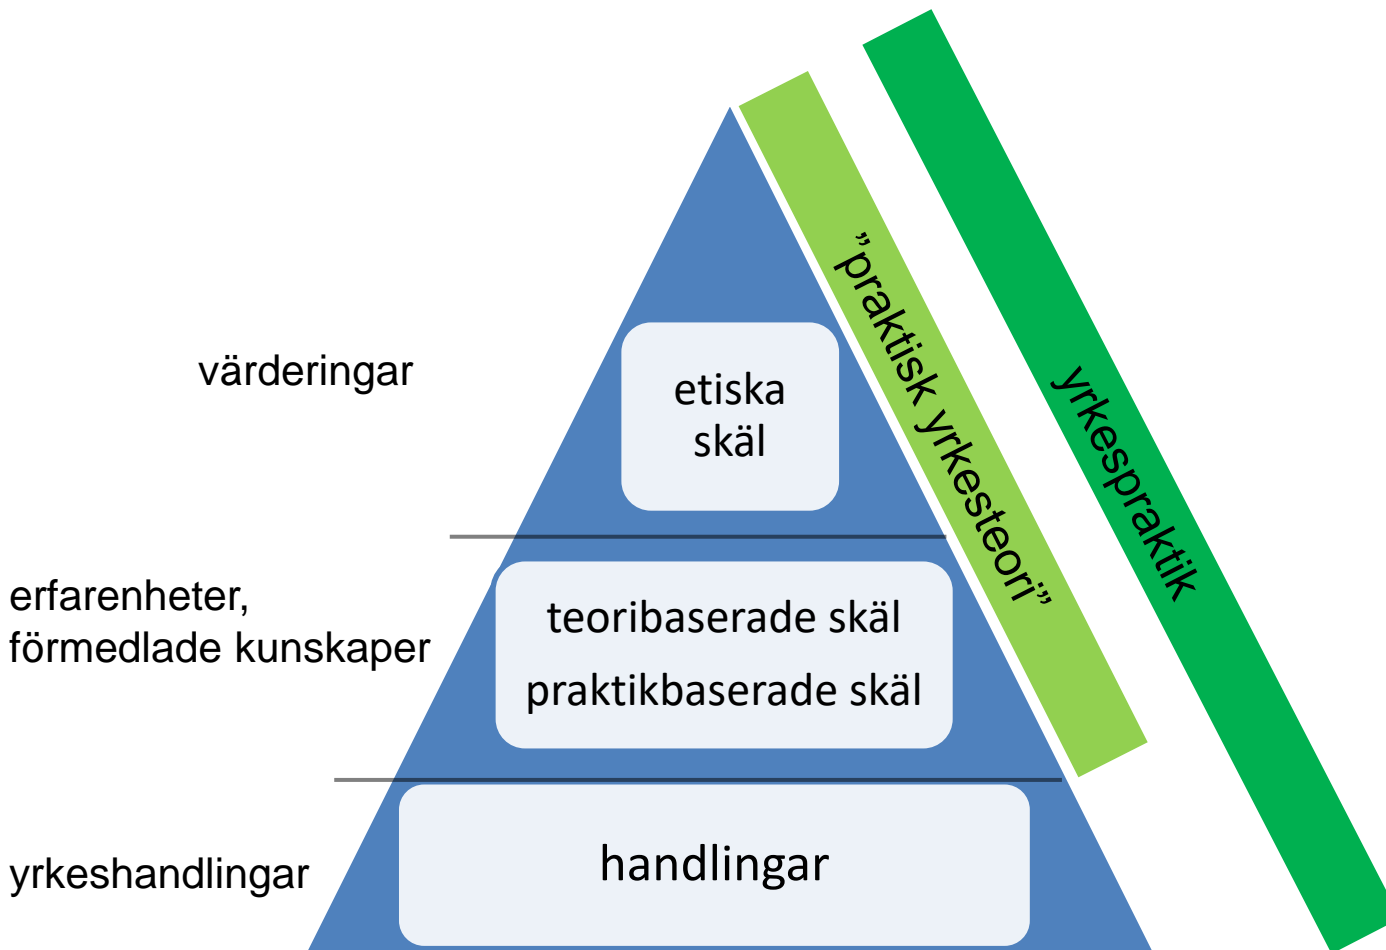 värderingar
etiska
skäl
erfarenheter,
förmedlade kunskaper
teoribaserade skäl
praktikbaserade skäl
yrkeshandlingar
handlingar
”praktisk yrkesteori”
yrkespraktik